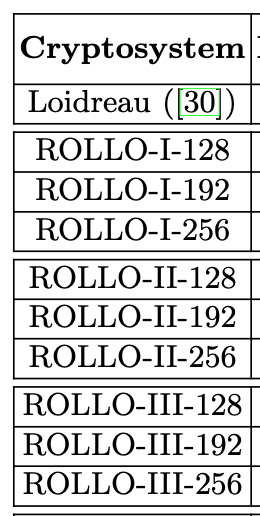 Cryptosystem
Loidreau ([30])
ROLLO-I-128
ROLLO-I-192
ROLLO-I-256
ROLLO-II-128
ROLLO-II-192
ROLLO-II-256
ROLLO-III-128
ROLLO-III-192
ROLLO-III-256